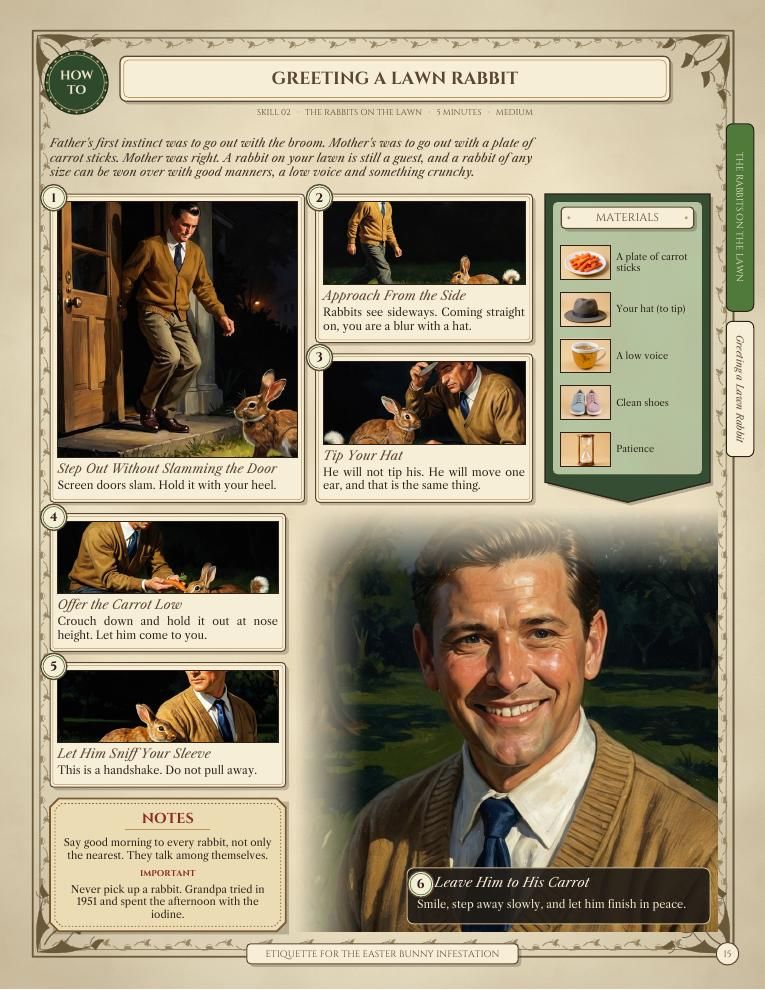 HOW
TO
GREETING A LAWN RABBIT
SKILL 02 · THE RABBITS ON THE LAWN · 5 MINUTES · MEDIUM
Father's first instinct was to go out with the broom. Mother's was to go out with a plate of
carrot sticks. Mother was right. A rabbit on your lawn is still a guest, and a rabbit of any
size can be won over with good manners, a low voice and something crunchy.
1
Step Out Without Slamming the Door
Screen doors slam. Hold it with your heel.
2
Approach From the Side
Rabbits see sideways. Coming straight
on, you are a blur with a hat.
3
Tip Your Hat
He will not tip his. He will move one
ear, and that is the same thing.
MATERIALS
A plate of carrot
sticks
Your hat (to tip)
A low voice
Clean shoes
Patience
THE RABBITS ON THE LAWN
Greeting a Lawn Rabbit
4
Offer the Carrot Low
Crouch down and hold it out at nose
height. Let him come to you.
5
Let Him Sniff Your Sleeve
This is a handshake. Do not pull away.
NOTES
Say good morning to every rabbit, not only
the nearest. They talk among themselves.
IMPORTANT
Never pick up a rabbit. Grandpa tried in
1951 and spent the afternoon with the
iodine.
6
Leave Him to His Carrot
Smile, step away slowly, and let him finish in peace.
ETIQUETTE FOR THE EASTER BUNNY INFESTATION
15